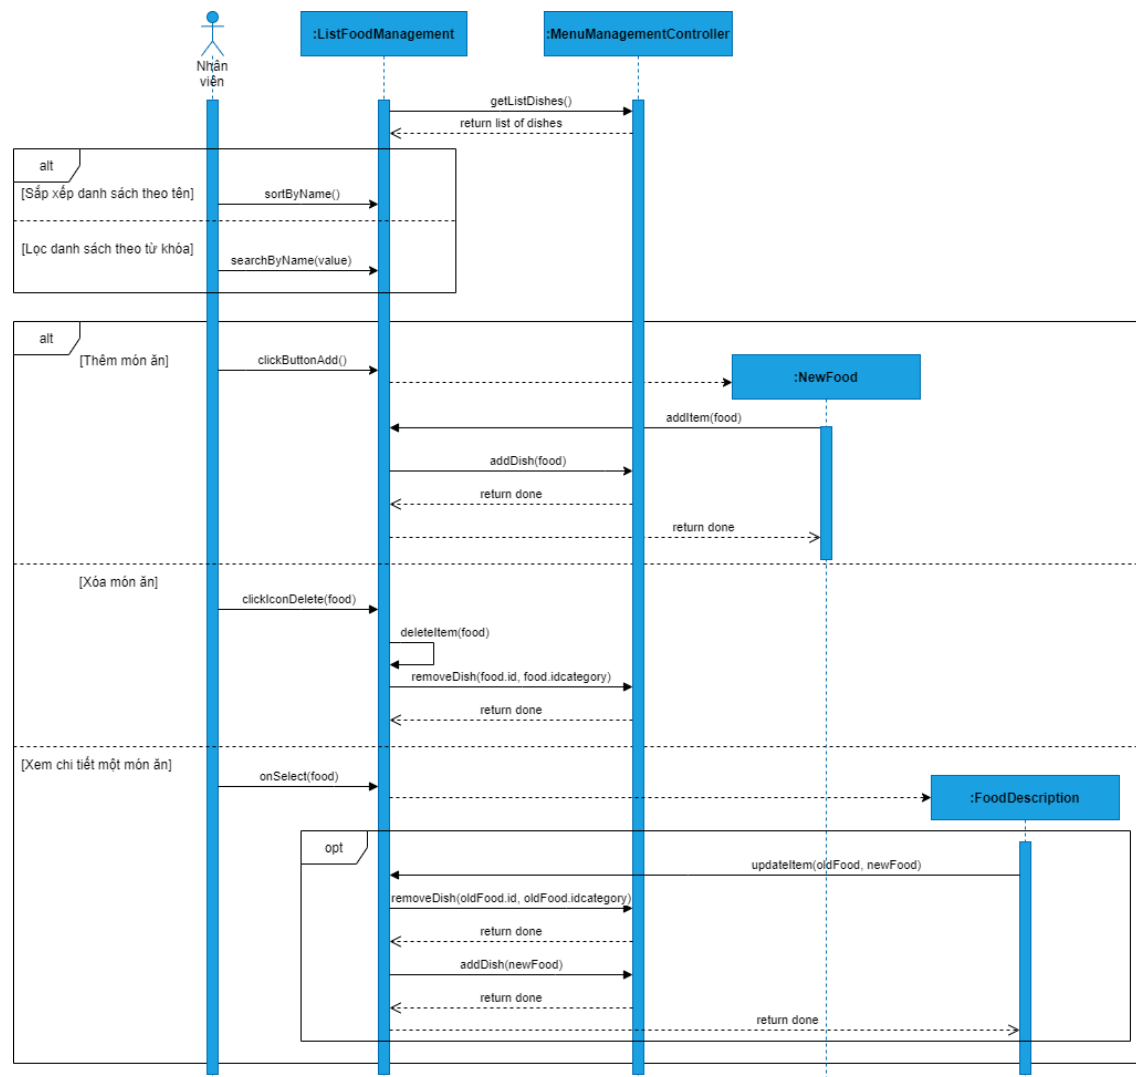 :ListFoodManagement
:MenuManagementController
Nhân
viên
getListDishes()
return list of dishes
alt
[Sắp xếp danh sách theo tên]
sortByName()
[Lọc danh sách theo từ khóa]
searchByName(value)
alt
[Thêm món ăn]
clickButtonAdd()
:NewFood
addItem(food)
addDish(food)
return done
return done
[Xóa món ăn]
clickIconDelete(food)
deleteItem(food)
removeDish(food.id, food.idcategory)
return done
[Xem chi tiết một món ăn]
onSelect(food)
:FoodDescription
opt
updateItem(oldFood, newFood)
removeDish(oldFood.id, oldFood.idcategory)
return done
addDish(newFood)
return done
return done